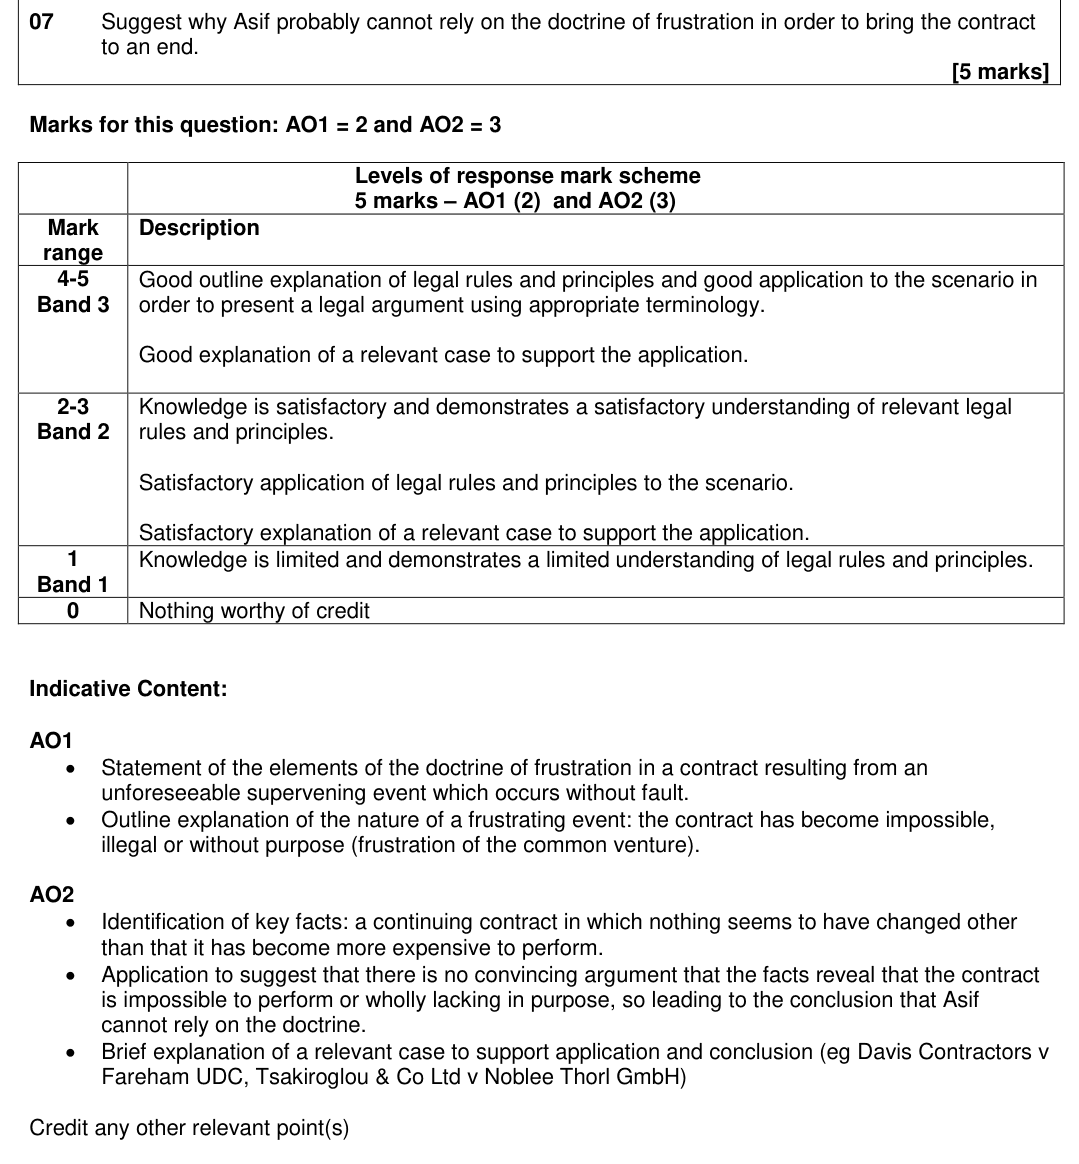 07 Suggest why Asif probably cannot rely on the doctrine of frustration in order to bring the contract
to an end.
[5 marks]
Marks for this question: AO1 = 2 and AO2 = 3
Levels of response mark scheme
5 marks – AO1 (2) and AO2 (3)
Mark range Description
4-5
Band 3
Good outline explanation of legal rules and principles and good application to the scenario in
order to present a legal argument using appropriate terminology.
Good explanation of a relevant case to support the application.
2-3
Band 2
Knowledge is satisfactory and demonstrates a satisfactory understanding of relevant legal
rules and principles.
Satisfactory application of legal rules and principles to the scenario.
Satisfactory explanation of a relevant case to support the application.
1
Band 1
Knowledge is limited and demonstrates a limited understanding of legal rules and principles.
0 Nothing worthy of credit
Indicative Content:
AO1
• Statement of the elements of the doctrine of frustration in a contract resulting from an
unforeseeable supervening event which occurs without fault.
• Outline explanation of the nature of a frustrating event: the contract has become impossible,
illegal or without purpose (frustration of the common venture).
AO2
• Identification of key facts: a continuing contract in which nothing seems to have changed other
than that it has become more expensive to perform.
• Application to suggest that there is no convincing argument that the facts reveal that the contract
is impossible to perform or wholly lacking in purpose, so leading to the conclusion that Asif
cannot rely on the doctrine.
• Brief explanation of a relevant case to support application and conclusion (eg Davis Contractors v
Fareham UDC, Tsakiroglou & Co Ltd v Noblee Thorl GmbH)
Credit any other relevant point(s)